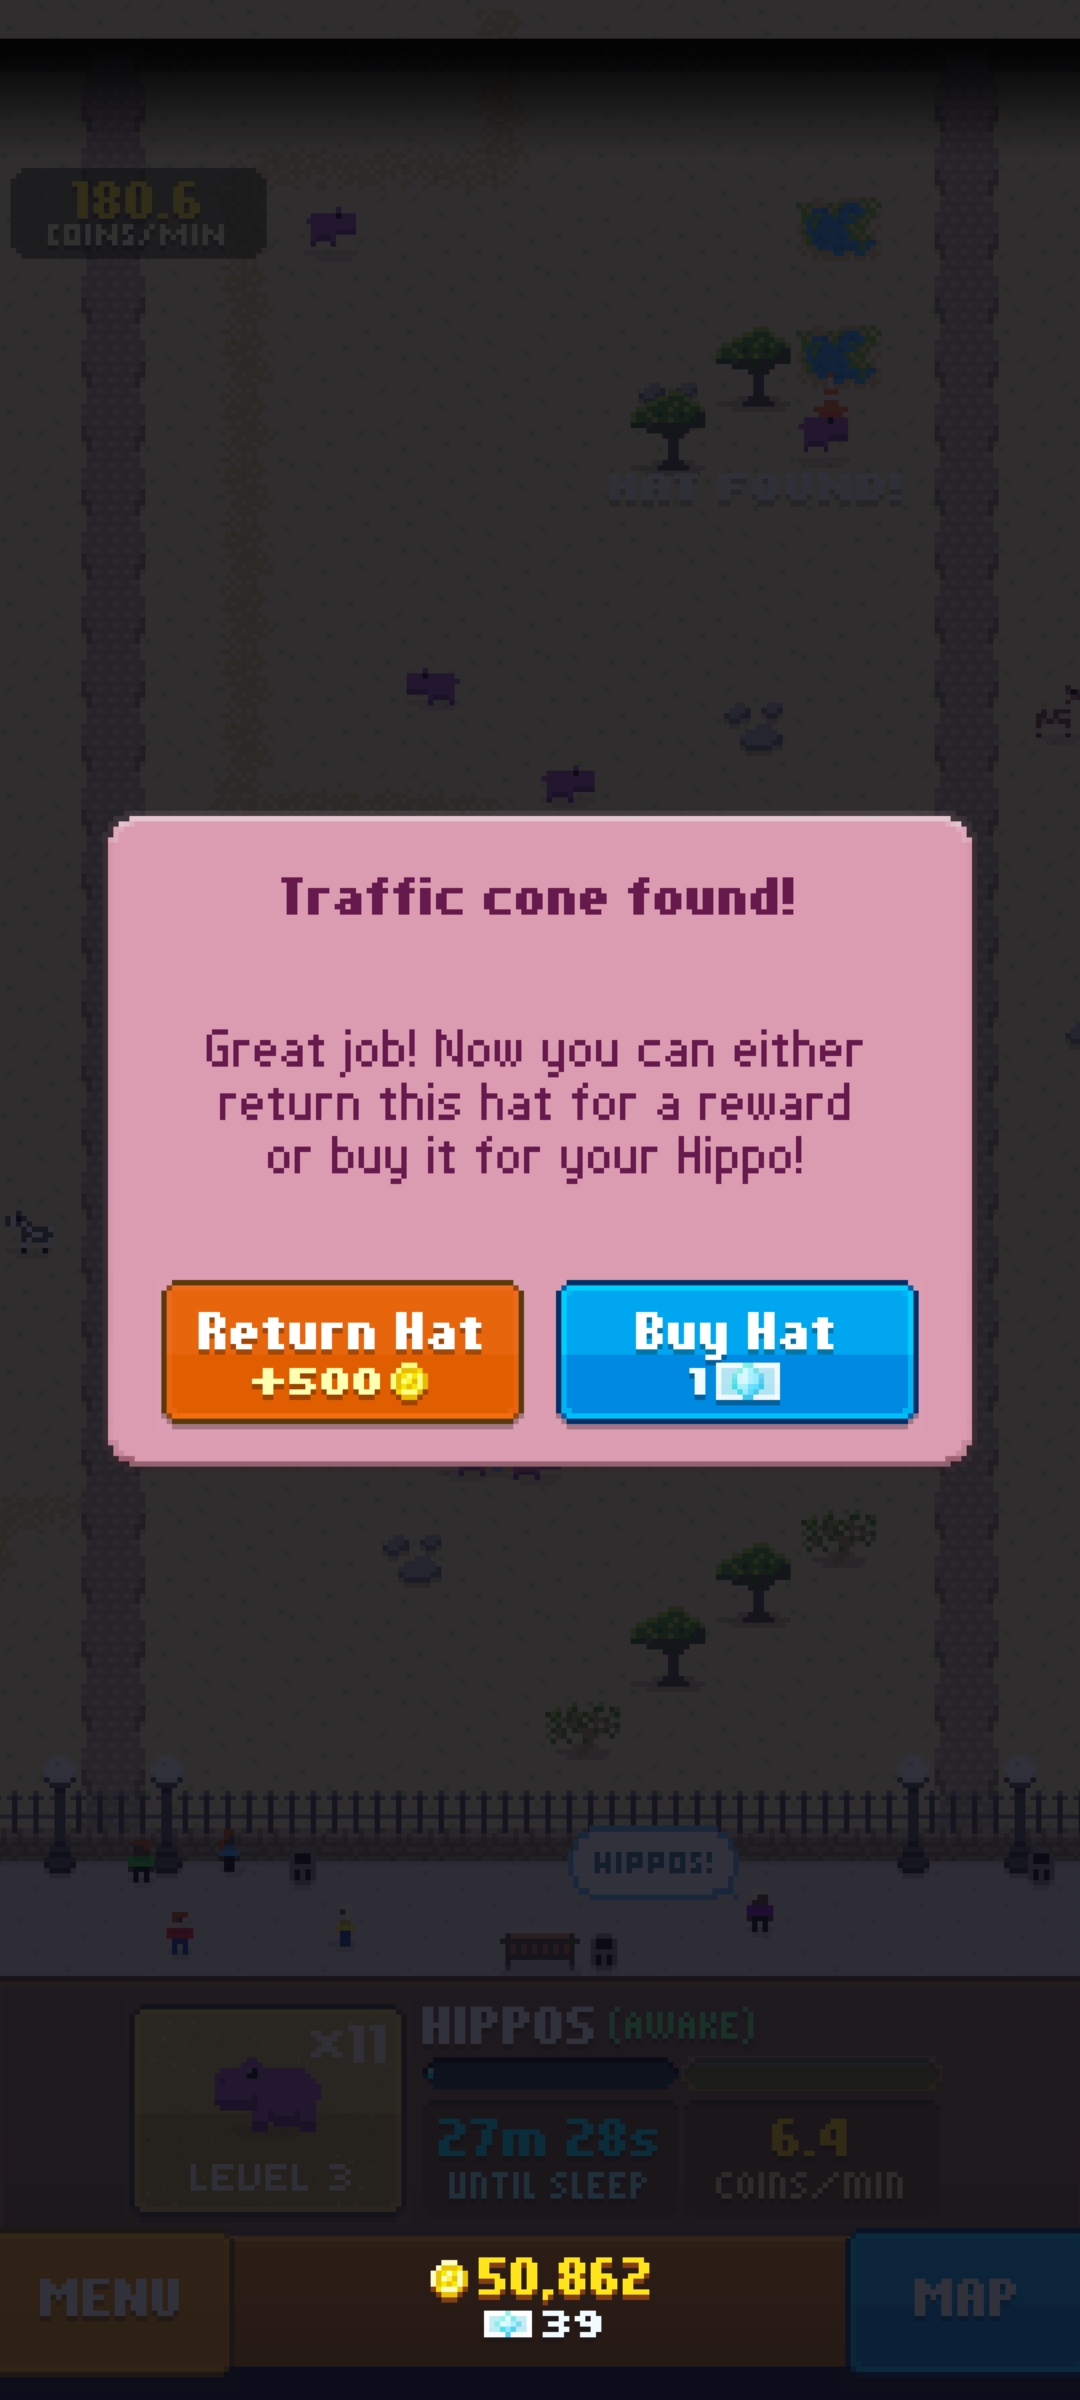 180.6
COINS/MIN
HAT FOUND!
Traffic cone found!
Great job! Now you can either
return this hat for a reward
or buy it for your Hippo!
Return Hat
+500
Buy Hat
1
HIPPOS!
x11
LEVEL 3
HIPPOS (AWAKE)
27m 28s
UNTIL SLEEP
6.4
COINS/MIN
MENU
50,862
39
MAP